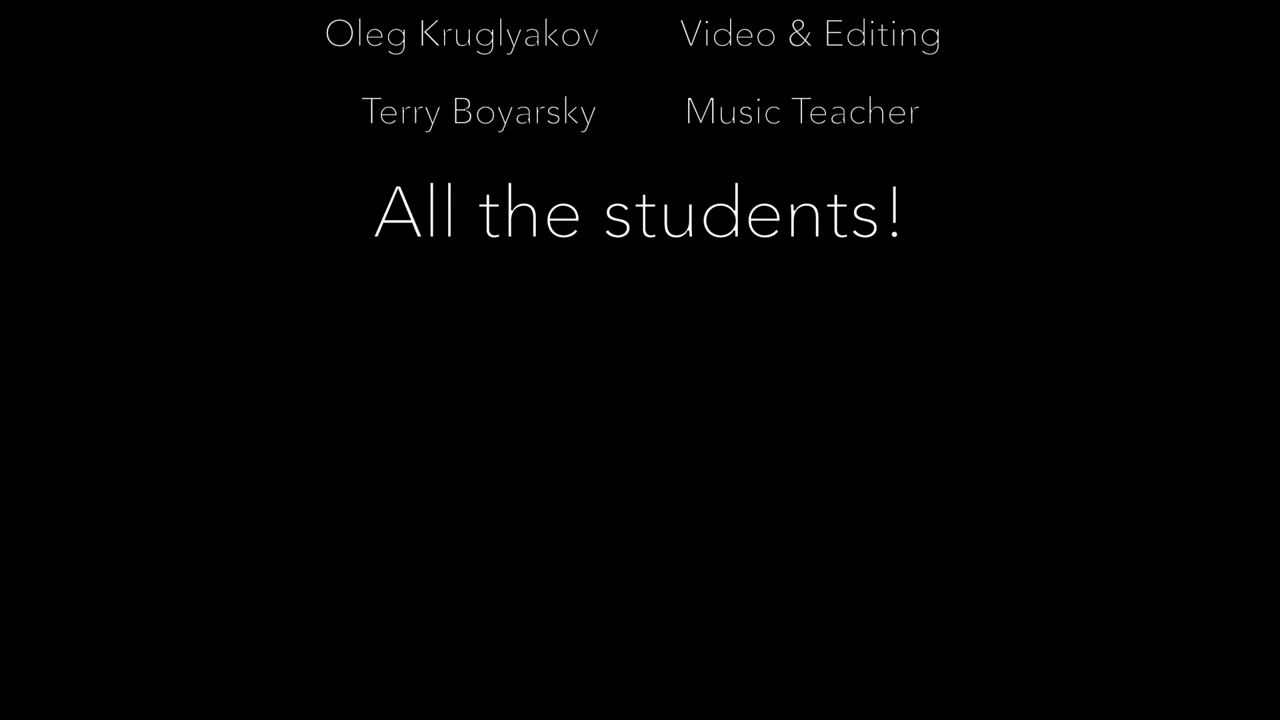 Oleg Kruglyakov Video & Editing
Terry Boyarsky Music Teacher
All the students!